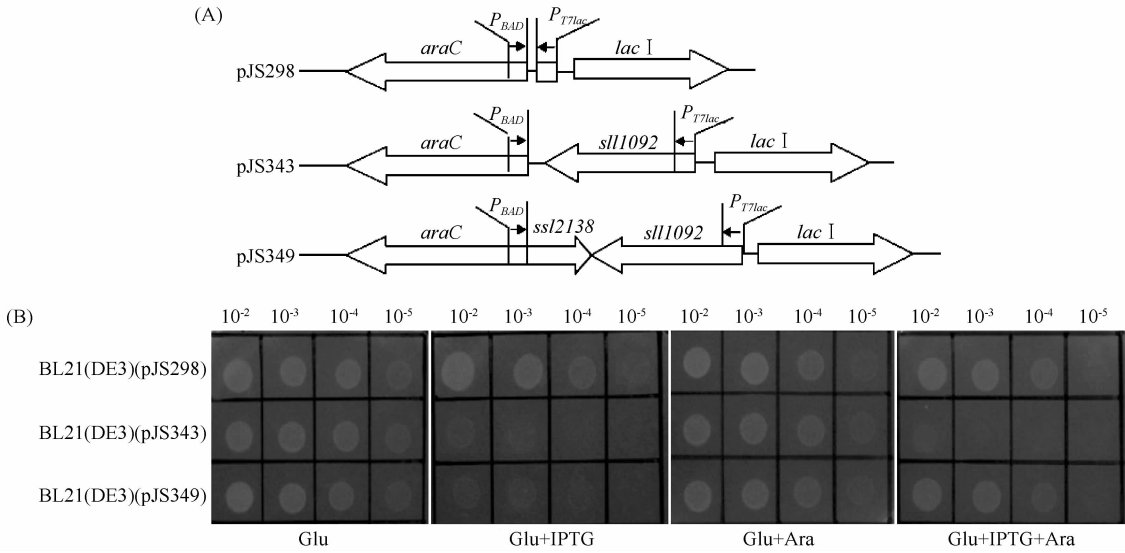 (A)
P_BAD P_T7lac
araC lac I
pJS298
P_BAD P_T7lac
araC sll1092 lac I
pJS343
P_BAD ssl2138 P_T7lac
araC sll1092 lac I
pJS349
(B)
10^-2 10^-3 10^-4 10^-5 10^-2 10^-3 10^-4 10^-5 10^-2 10^-3 10^-4 10^-5 10^-2 10^-3 10^-4 10^-5
BL21(DE3)(pJS298)
BL21(DE3)(pJS343)
BL21(DE3)(pJS349)
Glu Glu+IPTG Glu+Ara Glu+IPTG+Ara